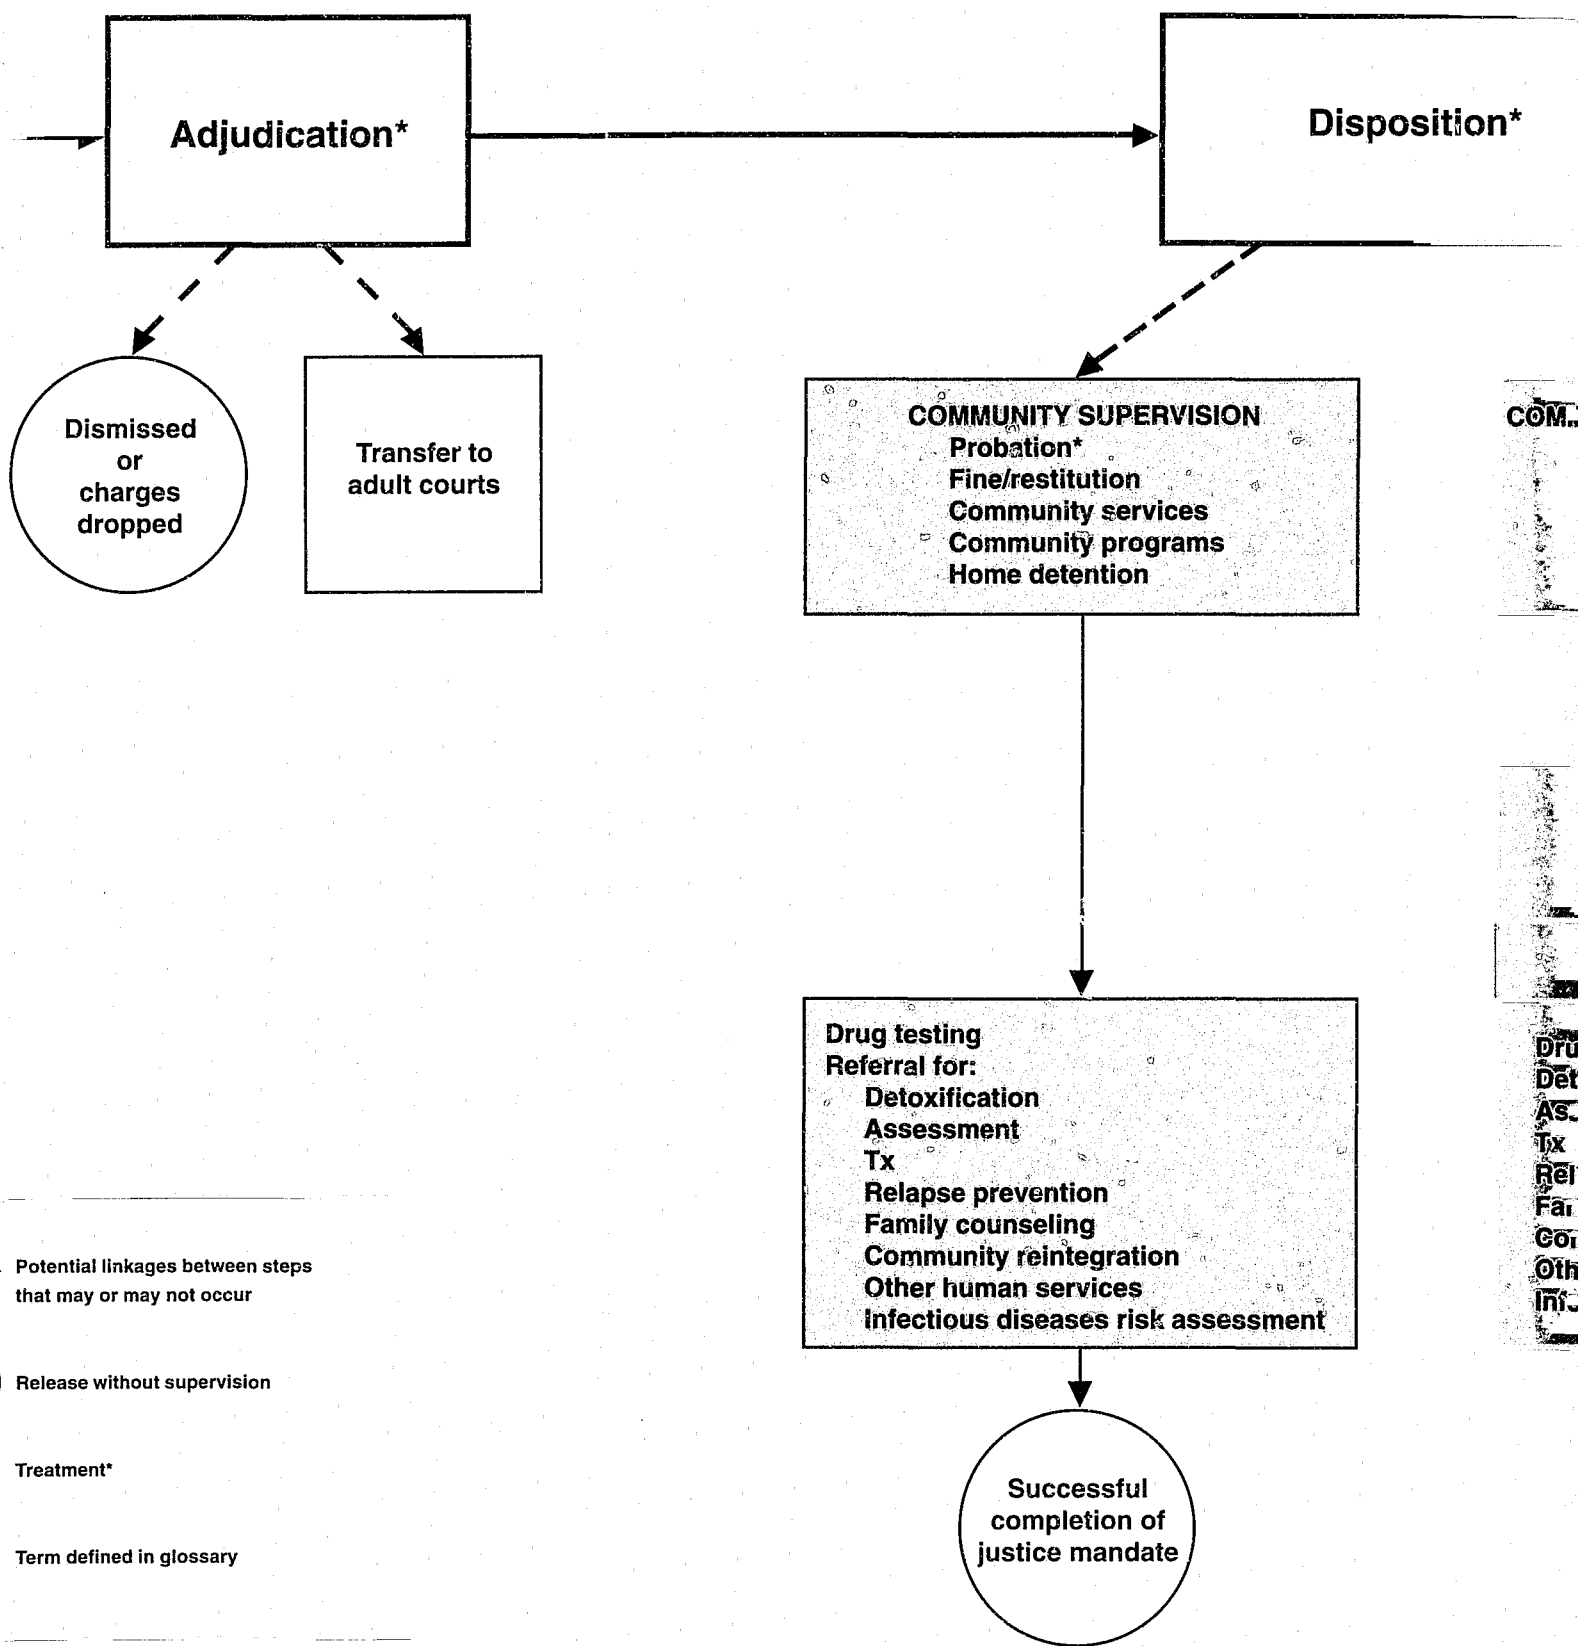 Adjudication*
Disposition*
Dismissed
or
charges
dropped
Transfer to
adult courts
COMMUNITY SUPERVISION
Probation*
Fine/restitution
Community services
Community programs
Home detention
Drug testing
Referral for:
Detoxification
Assessment
Tx
Relapse prevention
Family counseling
Community reintegration
Other human services
Infectious diseases risk assessment
Tx
Successful
completion of
justice mandate
Potential linkages between steps
that may or may not occur
Release without supervision
Treatment*
Term defined in glossary